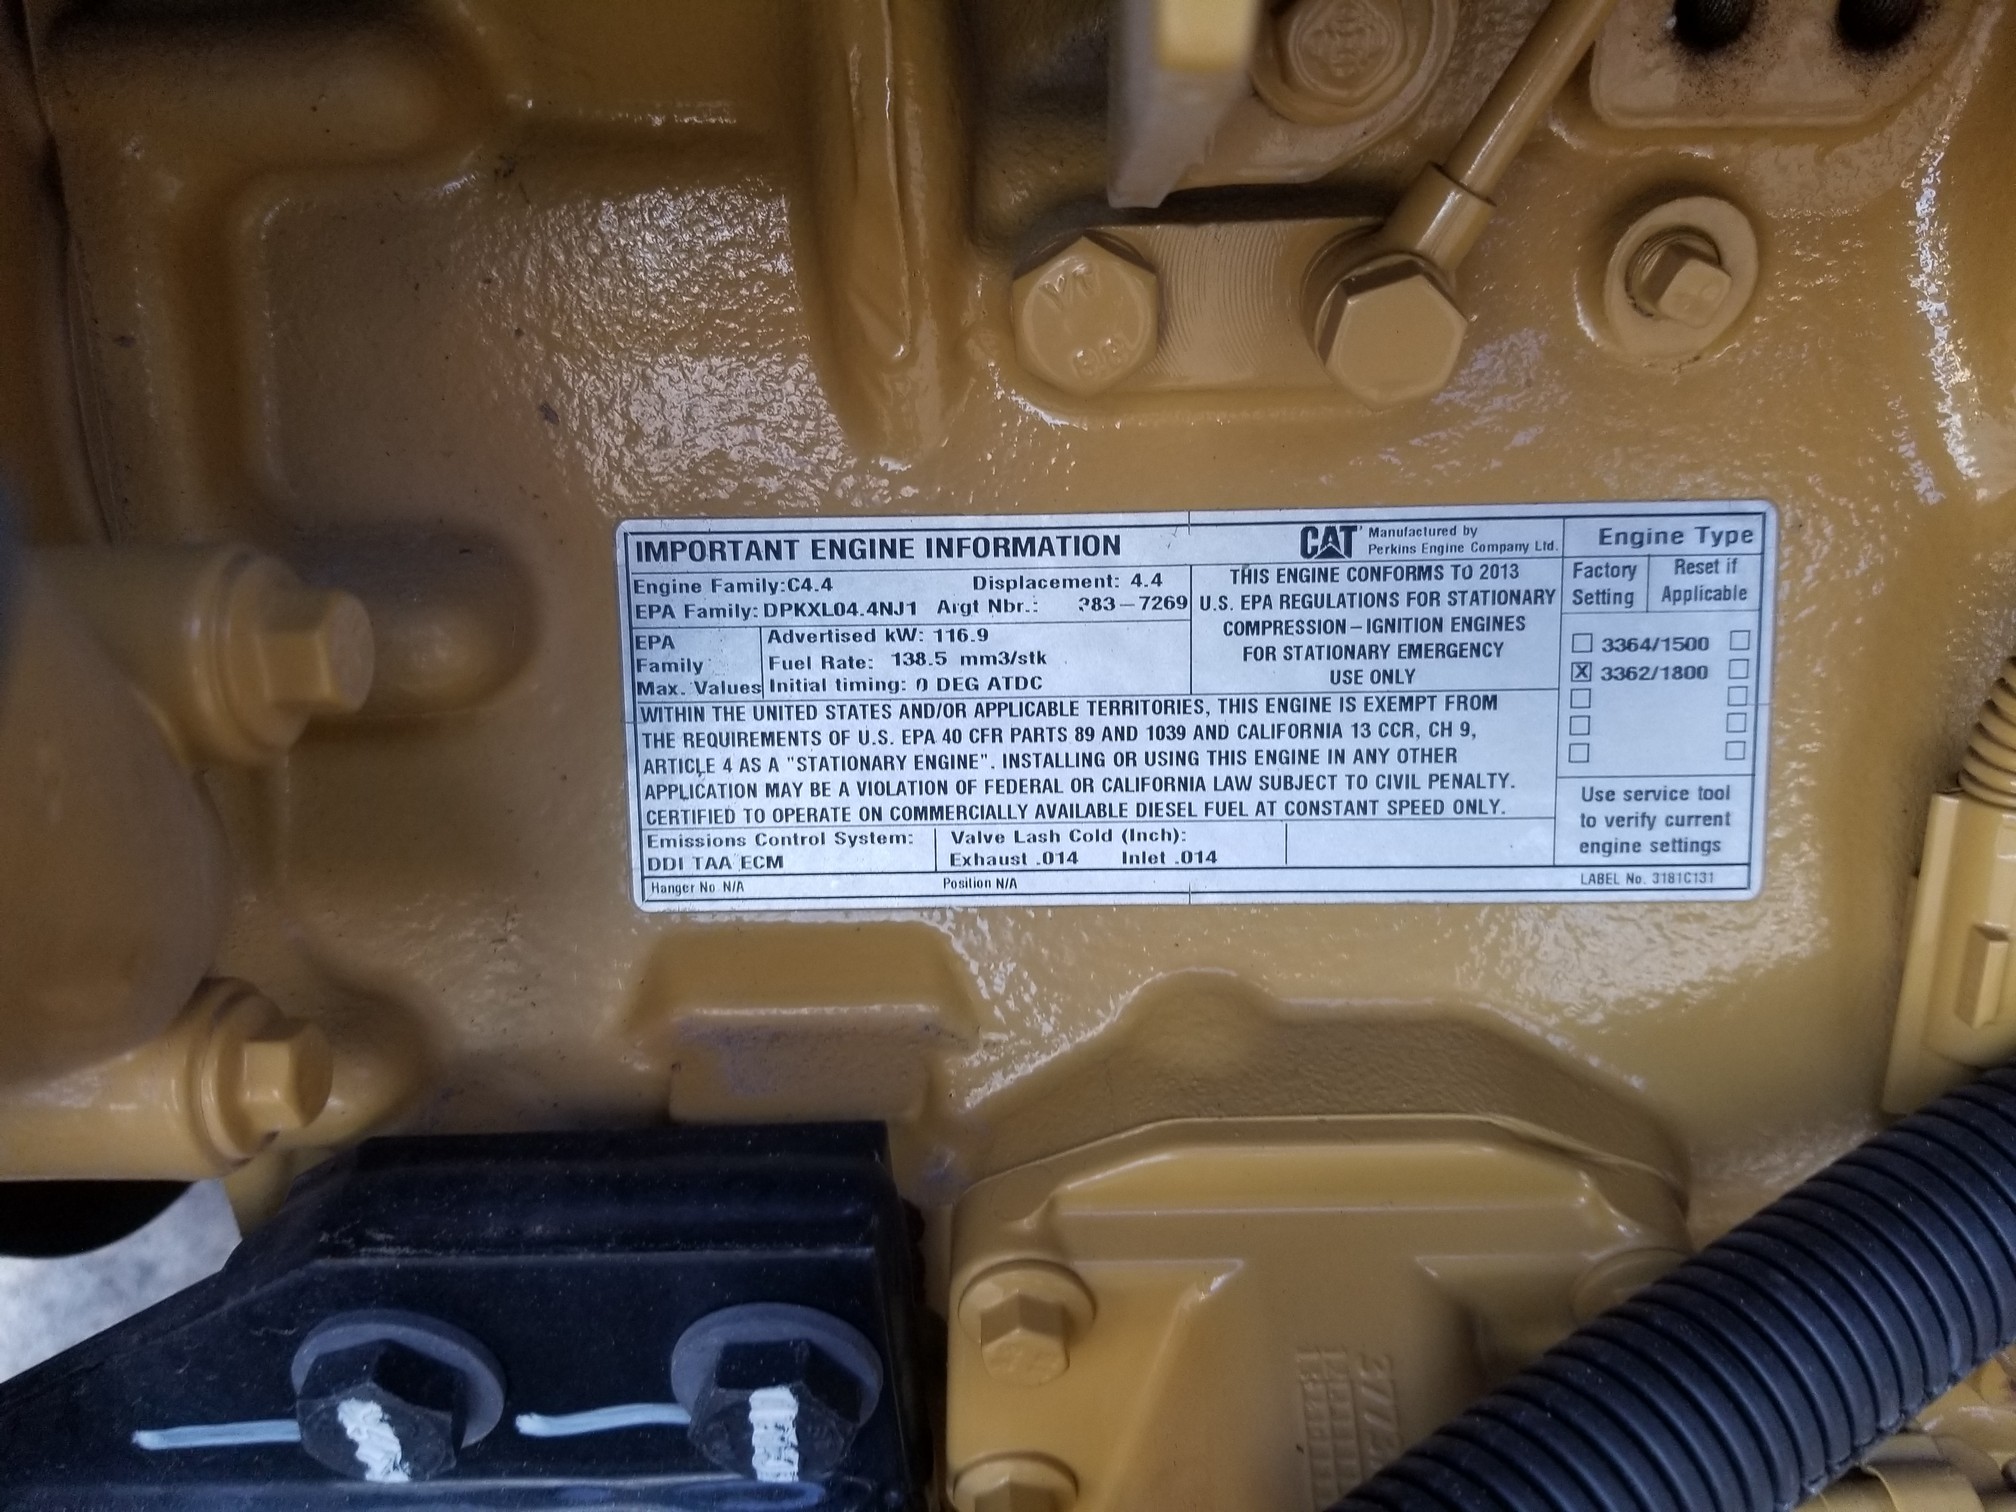 IMPORTANT ENGINE INFORMATION
CAT Manufactured by
Perkins Engine Company Ltd.
Engine Family:C4.4 Displacement: 4.4
EPA Family: DPKXL04.4NJ1 Argt Nbr.: 383-7269
EPA
Family
Max. Values
Advertised kW: 116.9
Fuel Rate: 138.5 mm3/stk
Initial timing: 0 DEG ATDC
THIS ENGINE CONFORMS TO 2013
U.S. EPA REGULATIONS FOR STATIONARY
COMPRESSION-IGNITION ENGINES
FOR STATIONARY EMERGENCY
USE ONLY
WITHIN THE UNITED STATES AND/OR APPLICABLE TERRITORIES, THIS ENGINE IS EXEMPT FROM
THE REQUIREMENTS OF U.S. EPA 40 CFR PARTS 89 AND 1039 AND CALIFORNIA 13 CCR, CH 9,
ARTICLE 4 AS A "STATIONARY ENGINE". INSTALLING OR USING THIS ENGINE IN ANY OTHER
APPLICATION MAY BE A VIOLATION OF FEDERAL OR CALIFORNIA LAW SUBJECT TO CIVIL PENALTY.
CERTIFIED TO OPERATE ON COMMERCIALLY AVAILABLE DIESEL FUEL AT CONSTANT SPEED ONLY.
Emissions Control System:
DDI TAA ECM
Valve Lash Cold (Inch):
Exhaust .014 Inlet .014
Hanger No N/A
Position N/A
Engine Type
Factory
Setting
Reset if
Applicable
3364/1500
X 3362/1800
Use service tool
to verify current
engine settings
LABEL No. 3181C131